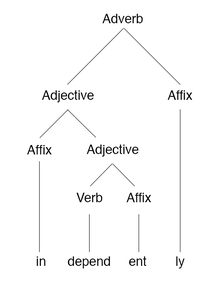 Adverb
Adjective Affix
Affix Adjective
Verb Affix
in depend ent ly